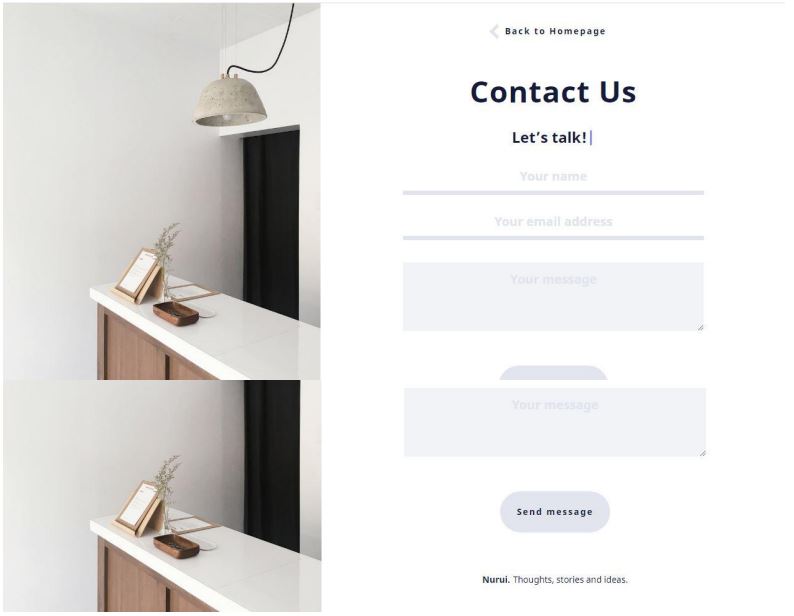 Back to Homepage
Contact Us
Let's talk!
Your name
Your email address
Your message
Your message
Send message
Nurui. Thoughts, stories and ideas.